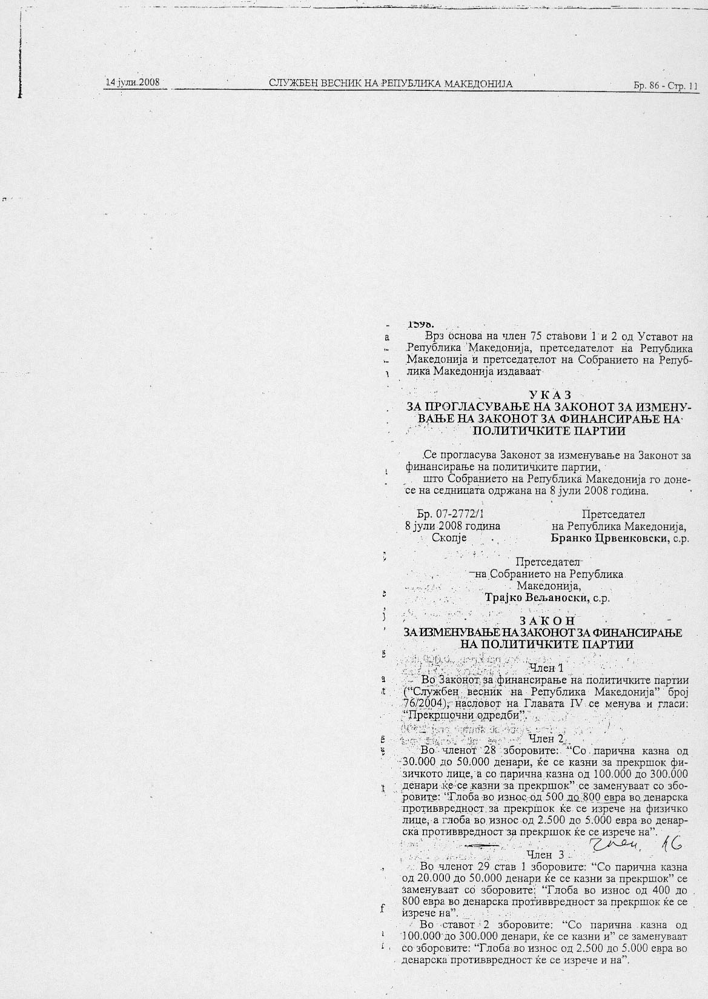 14 јули 2008 СЛУЖБЕН ВЕСНИК НА РЕПУБЛИКА МАКЕДОНИЈА Бр. 86 - Стр. 11
Врз основа на член 75 ставови 1 и 2 од Уставот на
Република Македонија, претседателот на Република
Македонија и претседателот на Собранието на Репуб-
лика Македонија издаваат
У К А З
ЗА ПРОГЛАСУВАЊЕ НА ЗАКОНОТ ЗА ИЗМЕНУ-
ВАЊЕ НА ЗАКОНОТ ЗА ФИНАНСИРАЊЕ НА
ПОЛИТИЧКИТЕ ПАРТИИ
Се прогласува Законот за изменување на Законот за
финансирање на политичките партии,
што Собранието на Република Македонија го доне-
се на седницата одржана на 8 јули 2008 година.
Бр. 07-2772/1 Претседател
8 јули 2008 година на Република Македонија,
Скопје Бранко Црвенковски, с.р.
Претседател
на Собранието на Република
Македонија,
Трајко Вељаноски, с.р.
З А К О Н
ЗА ИЗМЕНУВАЊЕ НА ЗАКОНОТ ЗА ФИНАНСИРАЊЕ
НА ПОЛИТИЧКИТЕ ПАРТИИ
Член 1
Во Законот за финансирање на политичките партии
(“Службен весник на Република Македонија” број
76/2004), насловот на Главата IV се менува и гласи:
“Прекршочни одредби”.
Член 2
Во членот 28 зборовите: “Со парична казна од
30.000 до 50.000 денари, ќе се казни за прекршок фи-
зичкото лице, а со парична казна од 100.000 до 300.000
денари ќе се казни за прекршок” се заменуваат со збо-
ровите: “Глоба во износ од 500 до 800 евра во денарска
противвредност за прекршок ќе се изрече на физичко
лице, а глоба во износ од 2.500 до 5.000 евра во денар-
ска противвредност за прекршок ќе се изрече на”.
член 16
Член 3
Во членот 29 став 1 зборовите: “Со парична казна
од 20.000 до 50.000 денари ќе се казни за прекршок” се
заменуваат со зборовите: “Глоба во износ од 400 до
800 евра во денарска противвредност за прекршок ќе се
изрече на”.
Во ставот 2 зборовите: “Со парична казна од
100.000 до 300.000 денари, ќе се казни и” се заменуваат
со зборовите: “Глоба во износ од 2.500 до 5.000 евра во
денарска противвредност ќе се изрече и на”.